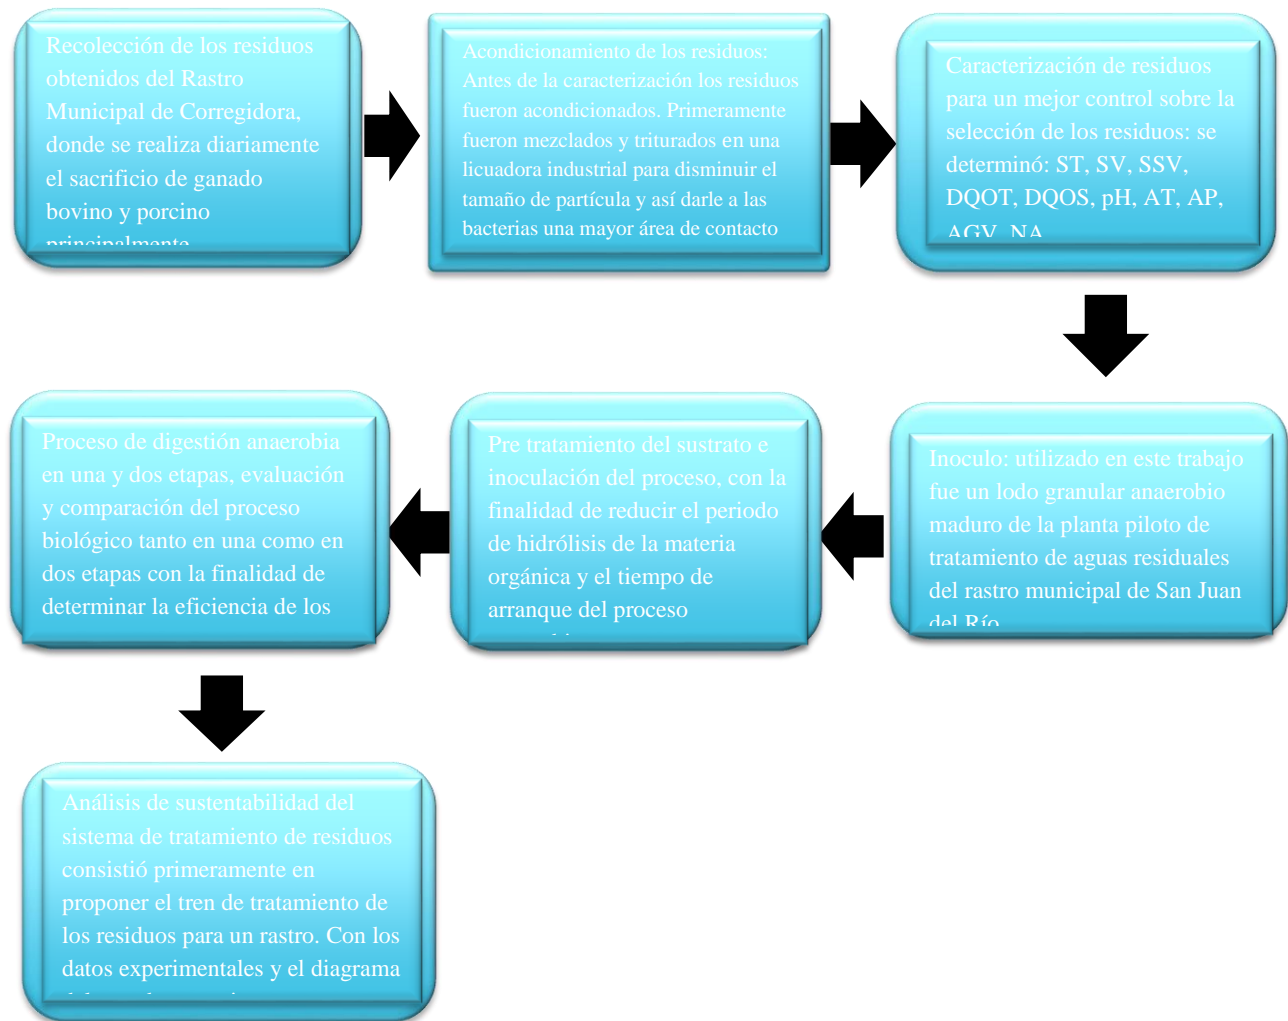 Recolección de los residuos
obtenidos del Rastro
Municipal de Corregidora,
donde se realiza diariamente
el sacrificio de ganado
bovino y porcino
principalmente
Acondicionamiento de los residuos:
Antes de la caracterización los residuos
fueron acondicionados. Primeramente
fueron mezclados y triturados en una
licuadora industrial para disminuir el
tamaño de partícula y así darle a las
bacterias una mayor área de contacto
Caracterización de residuos
para un mejor control sobre la
selección de los residuos: se
determinó: ST, SV, SSV,
DQOT, DQOS, pH, AT, AP,
AGV, NA
Inoculo: utilizado en este trabajo
fue un lodo granular anaerobio
maduro de la planta piloto de
tratamiento de aguas residuales
del rastro municipal de San Juan
del Río
Pre tratamiento del sustrato e
inoculación del proceso, con la
finalidad de reducir el periodo
de hidrólisis de la materia
orgánica y el tiempo de
arranque del proceso
Proceso de digestión anaerobia
en una y dos etapas, evaluación
y comparación del proceso
biológico tanto en una como en
dos etapas con la finalidad de
determinar la eficiencia de los
Análisis de sustentabilidad del
sistema de tratamiento de residuos
consistió primeramente en
proponer el tren de tratamiento de
los residuos para un rastro. Con los
datos experimentales y el diagrama